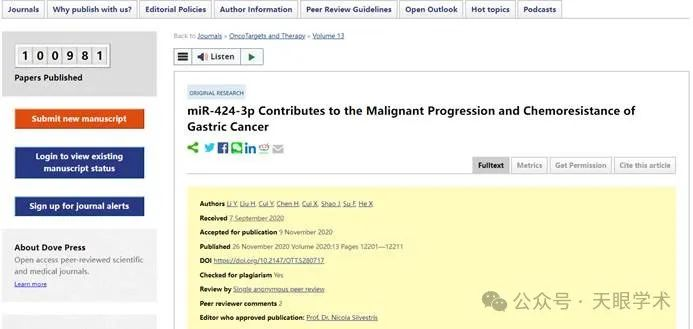 Journals
Why publish with us?
Editorial Policies
Author Information
Peer Review Guidelines
Open Outlook
Hot topics
Podcasts
100981
Papers Published
Submit new manuscript
Login to view existing
manuscript status
Sign up for journal alerts
About Dove Press
Open access peer-reviewed scientific
and medical journals.
Learn more
Back to Journals » OncoTargets and Therapy » Volume 13
Listen
ORIGINAL RESEARCH
miR-424-3p Contributes to the Malignant Progression and Chemoresistance of
Gastric Cancer
Fulltext
Metrics
Get Permission
Cite this article
Authors Li Y, Liu H, Cui Y, Chen H, Cui X, Shao J, Su F, He X
Received 7 September 2020
Accepted for publication 9 November 2020
Published 26 November 2020 Volume 2020:13 Pages 12201—12211
DOI https://doi.org/10.2147/OTT.S280717
Checked for plagiarism Yes
Review by Single anonymous peer review
Peer reviewer comments 2
Editor who approved publication: Prof. Dr. Nicola Silvestris
公众号 · 天眼学术